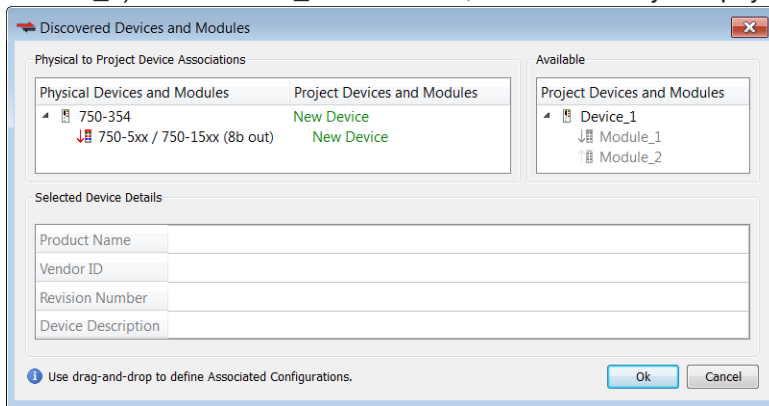 Discovered Devices and Modules
Physical to Project Device Associations
Available
Physical Devices and Modules
Project Devices and Modules
Project Devices and Modules
750-354
New Device
Device_1
750-5xx / 750-15xx (8b out)
New Device
Module_1
Module_2
Selected Device Details
Product Name
Vendor ID
Revision Number
Device Description
Use drag-and-drop to define Associated Configurations.
Ok
Cancel